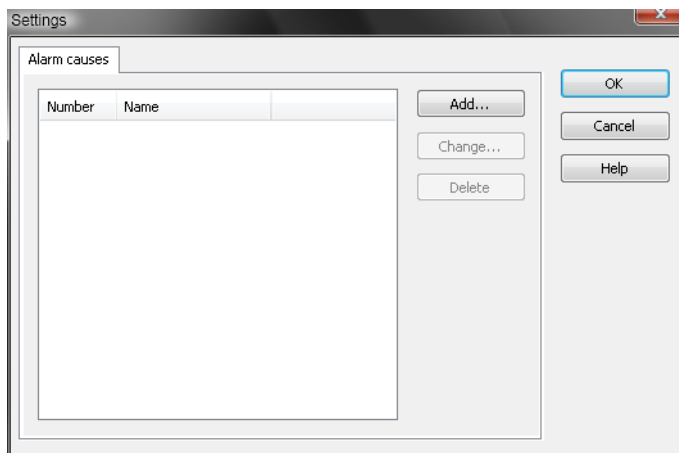 Settings
Alarm causes
Number Name
Add...
Change...
Delete
OK
Cancel
Help